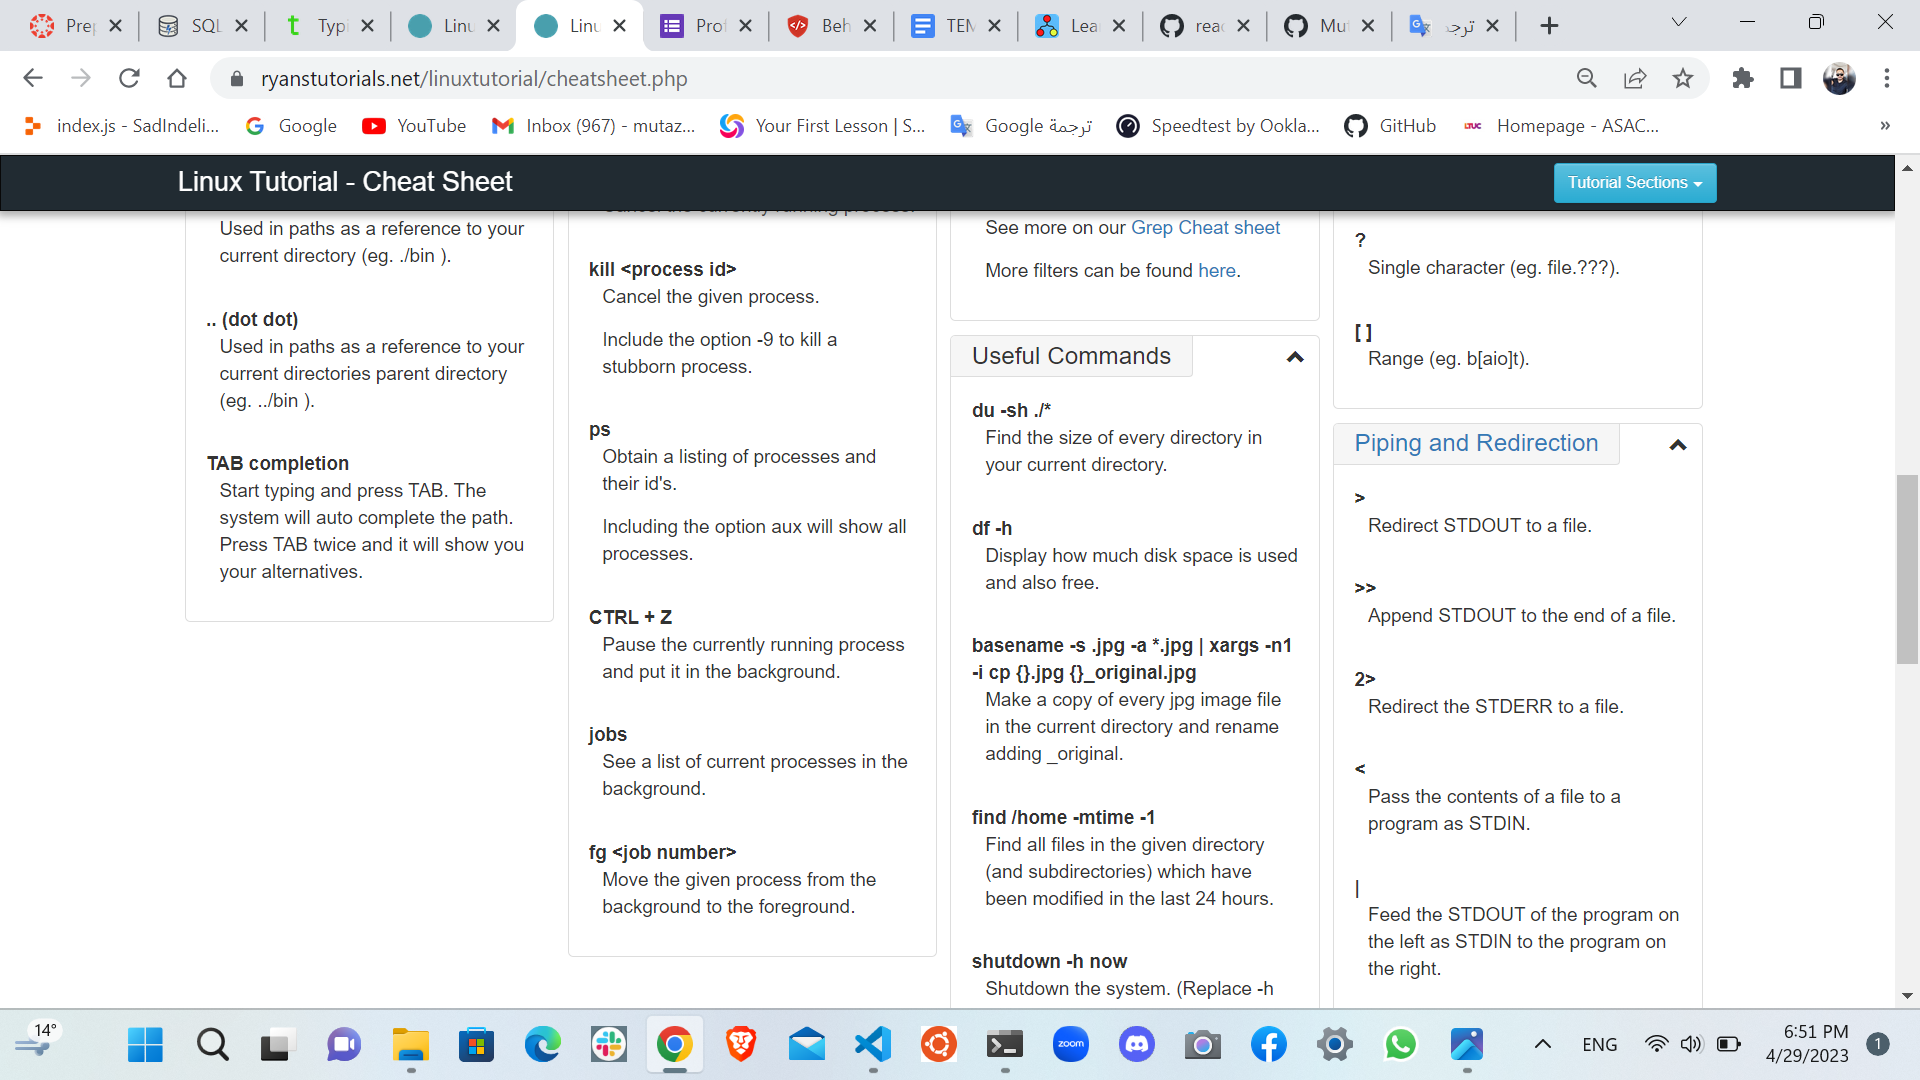 Prep
SQL
Typi
Linu
Linu
Prof
Beh
TEM
Lea
reac
Mut
ترجد
ryanstutorials.net/linuxtutorial/cheatsheet.php
index.js - SadIndeli...
Google
YouTube
Inbox (967) - mutaz...
Your First Lesson | S...
ترجمة Google
Speedtest by Ookla...
GitHub
LTUC
Homepage - ASAC...
»
Linux Tutorial - Cheat Sheet
Tutorial Sections
Used in paths as a reference to your
current directory (eg. ./bin ).
.. (dot dot)
Used in paths as a reference to your
current directories parent directory
(eg. ../bin ).
TAB completion
Start typing and press TAB. The
system will auto complete the path.
Press TAB twice and it will show you
your alternatives.
Cancel the currently running process.
kill <process id>
Cancel the given process.
Include the option -9 to kill a
stubborn process.
ps
Obtain a listing of processes and
their id's.
Including the option aux will show all
processes.
CTRL + Z
Pause the currently running process
and put it in the background.
jobs
See a list of current processes in the
background.
fg <job number>
Move the given process from the
background to the foreground.
See more on our Grep Cheat sheet
More filters can be found here.
Useful Commands
du -sh ./*
Find the size of every directory in
your current directory.
df -h
Display how much disk space is used
and also free.
basename -s .jpg -a *.jpg | xargs -n1
-i cp {}.jpg {}_original.jpg
Make a copy of every jpg image file
in the current directory and rename
adding _original.
find /home -mtime -1
Find all files in the given directory
(and subdirectories) which have
been modified in the last 24 hours.
shutdown -h now
Shutdown the system. (Replace -h
?
Single character (eg. file.???).
[ ]
Range (eg. b[aio]t).
Piping and Redirection
>
Redirect STDOUT to a file.
>>
Append STDOUT to the end of a file.
2>
Redirect the STDERR to a file.
<
Pass the contents of a file to a
program as STDIN.
|
Feed the STDOUT of the program on
the left as STDIN to the program on
the right.
14°
zoom
ENG
6:51 PM
4/29/2023
1